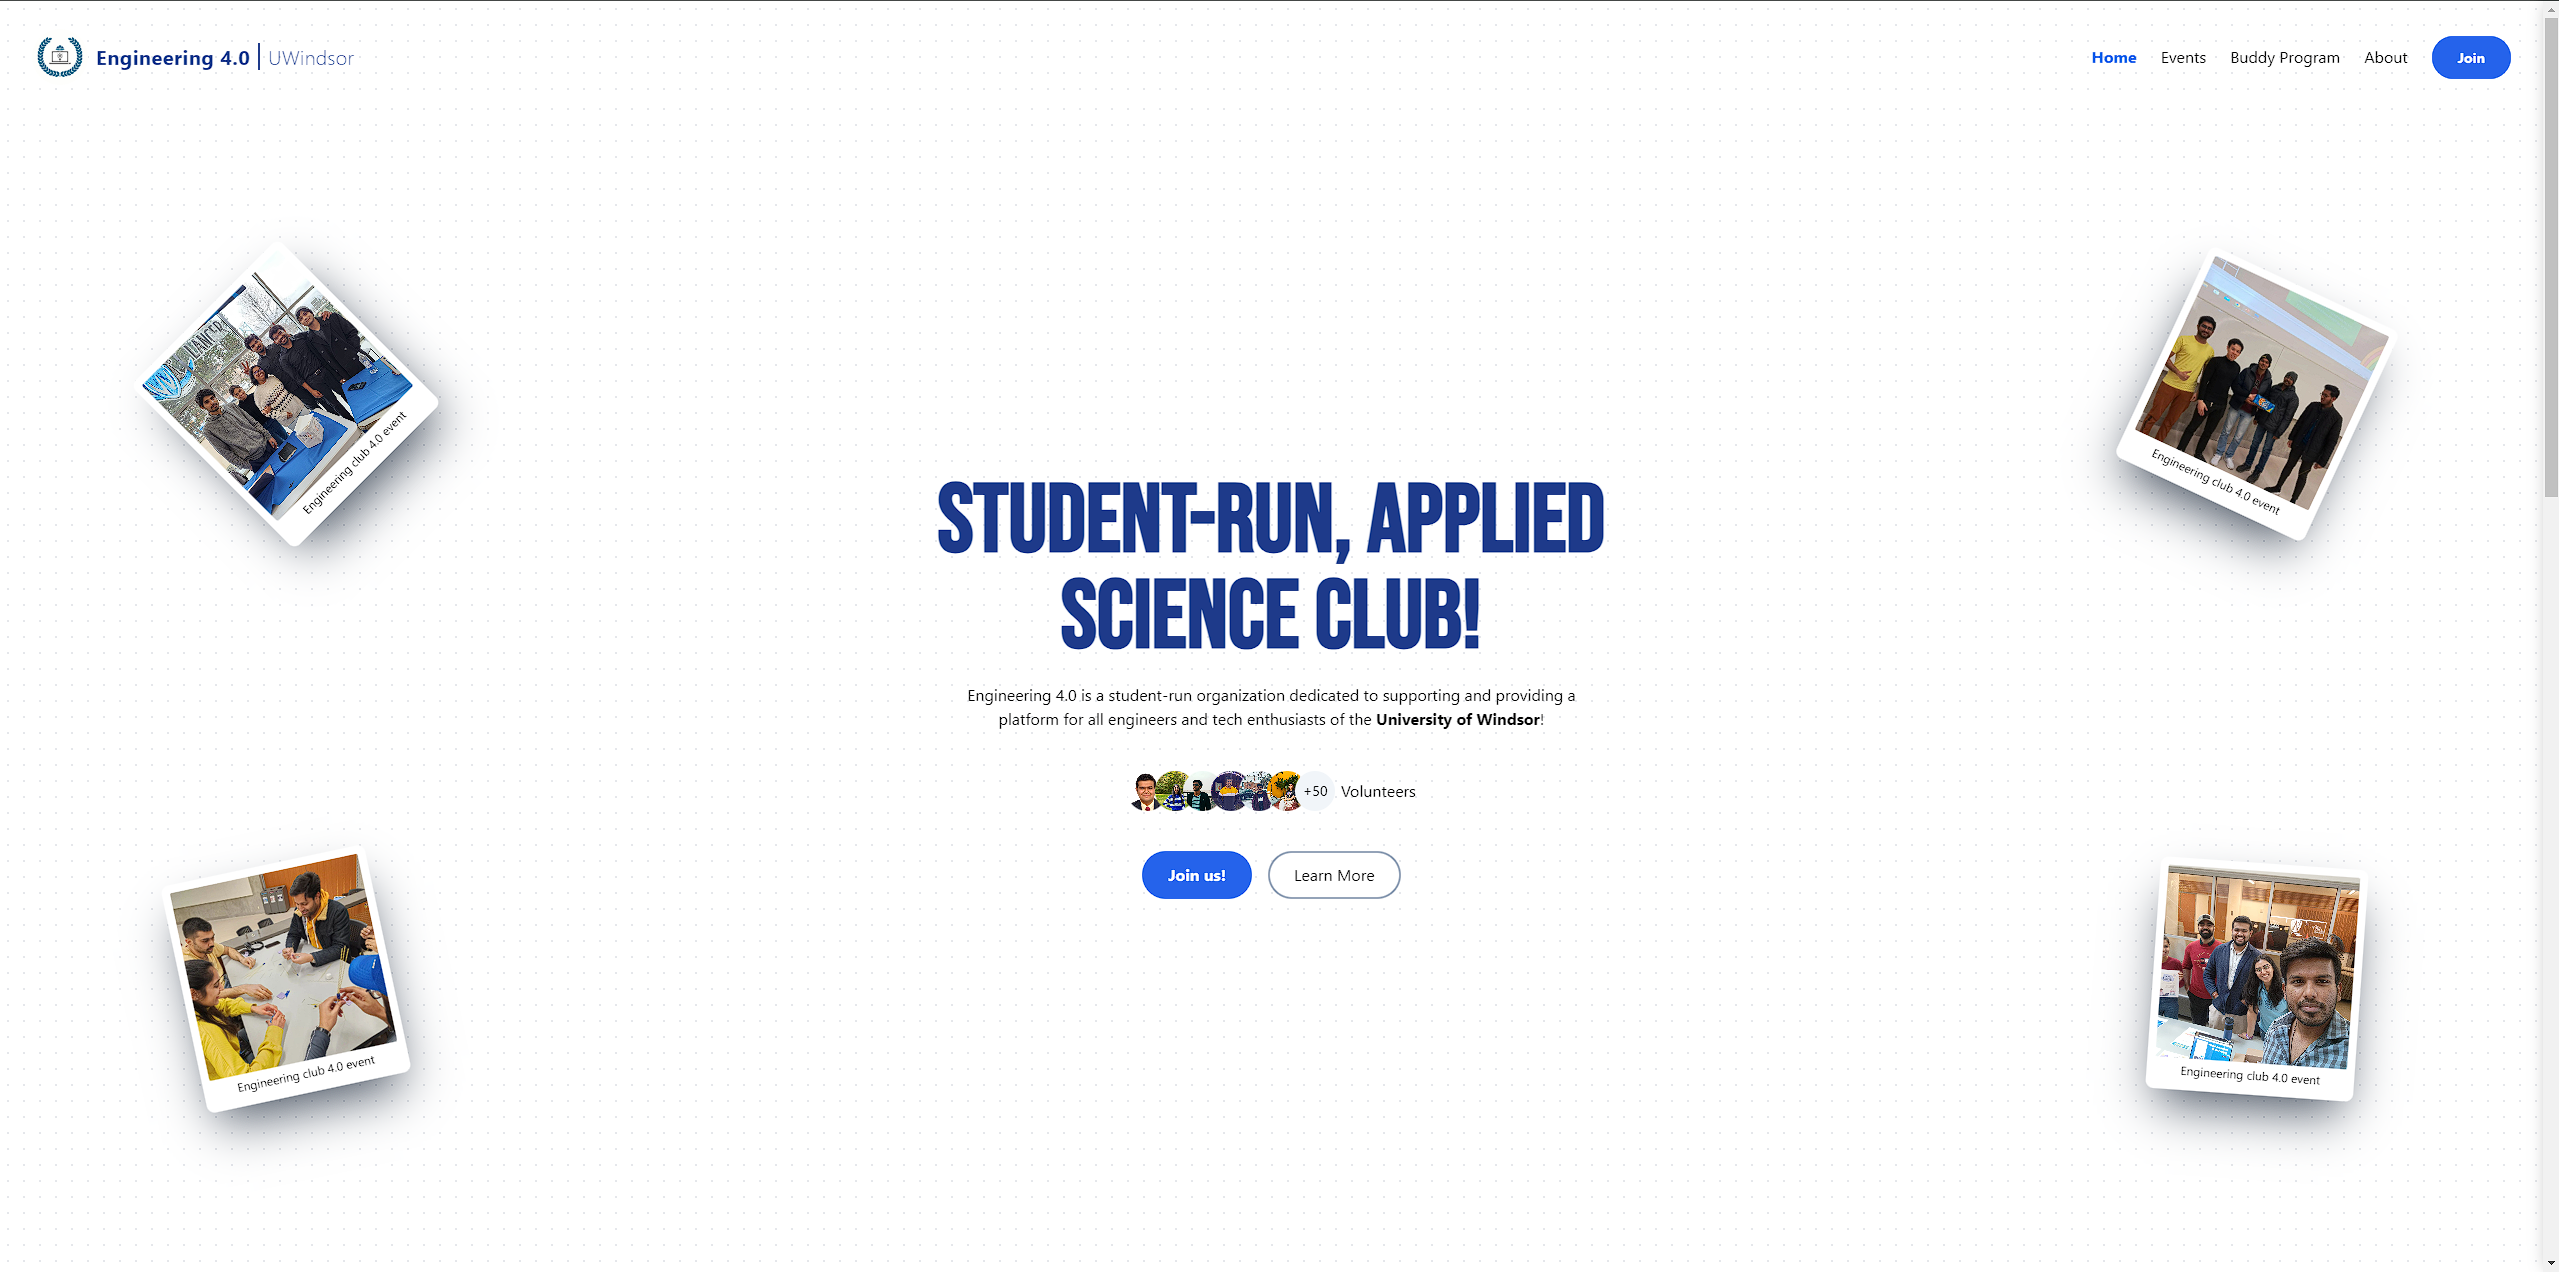 Engineering 4.0 | UWindsor
Home
Events
Buddy Program
About
Join
Engineering club 4.0 event
Engineering club 4.0 event
STUDENT-RUN, APPLIED
SCIENCE CLUB!
Engineering 4.0 is a student-run organization dedicated to supporting and providing a
platform for all engineers and tech enthusiasts of the University of Windsor!
+50 Volunteers
Join us!
Learn More
Engineering club 4.0 event
Engineering club 4.0 event